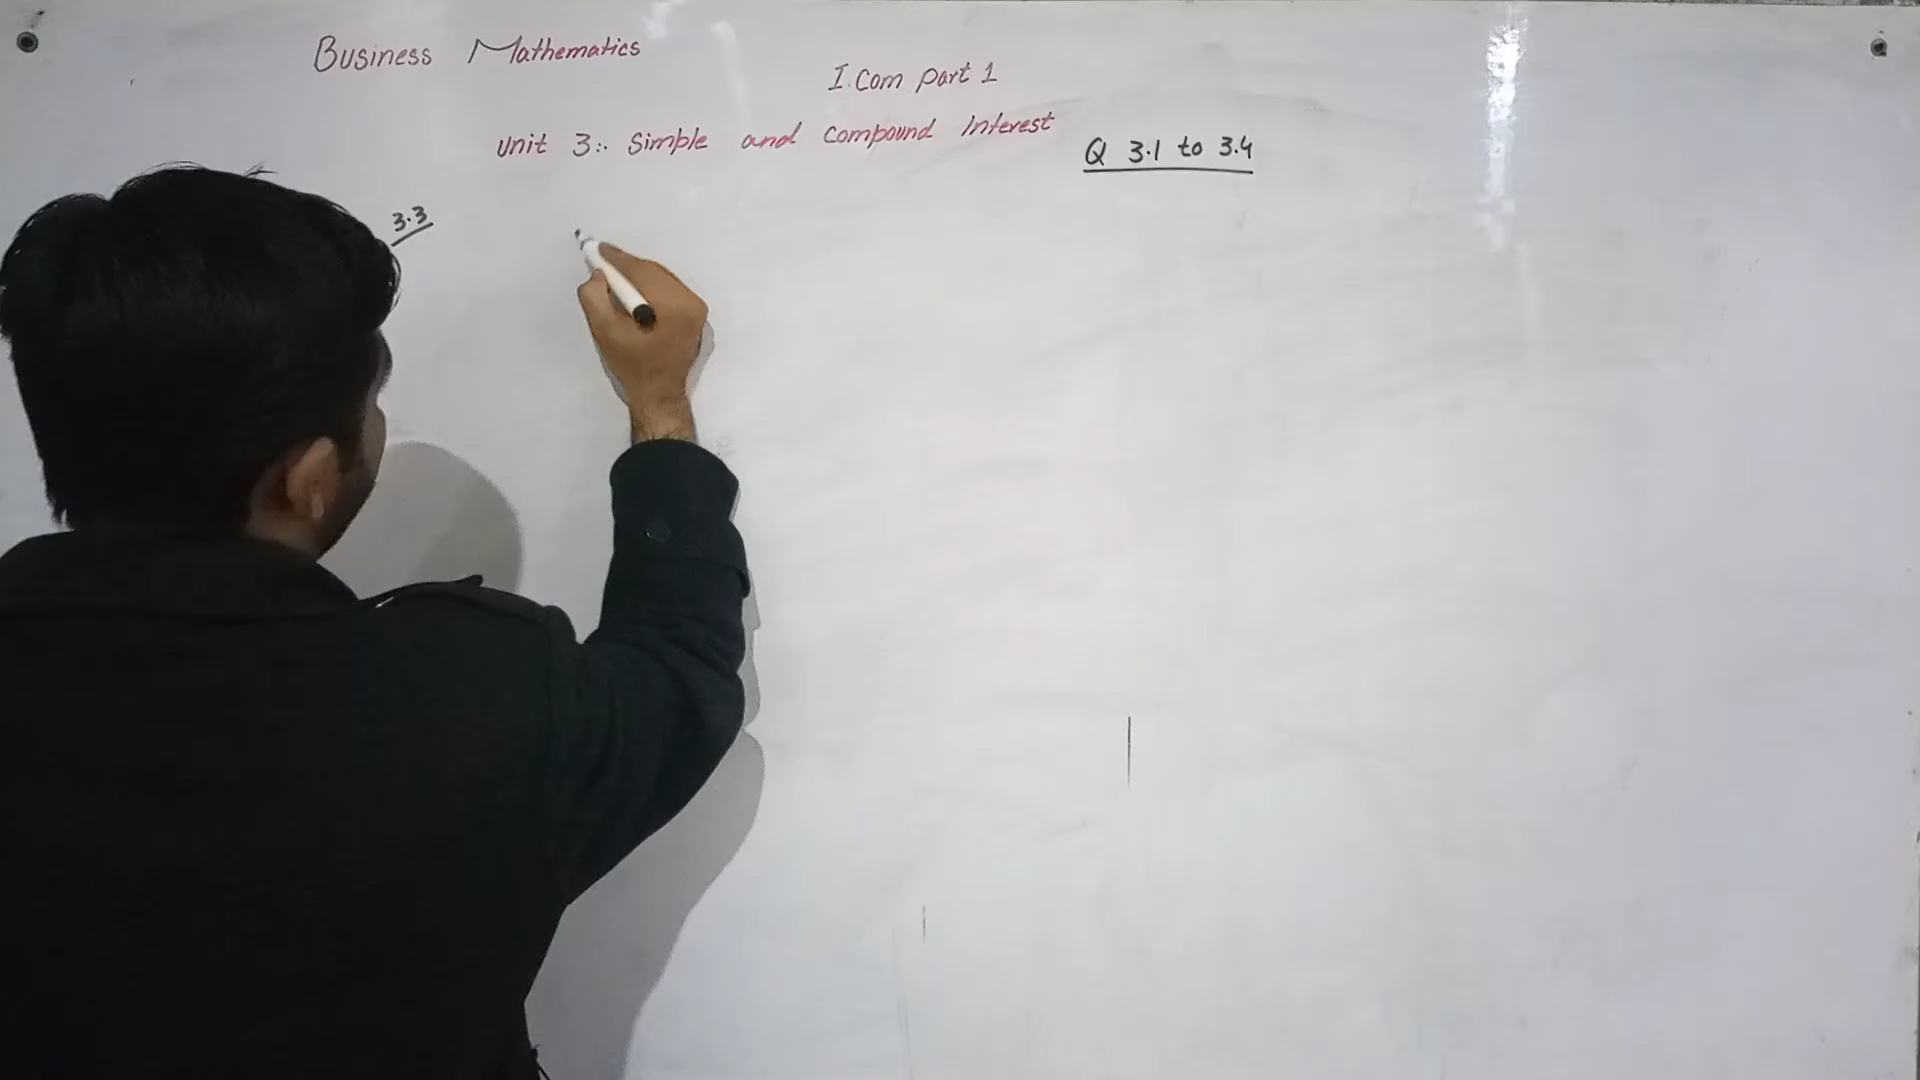 Business Mathematics
I.Com part 1
Unit 3:. Simple and Compound Interest
Q 3.1 to 3.4
3.3